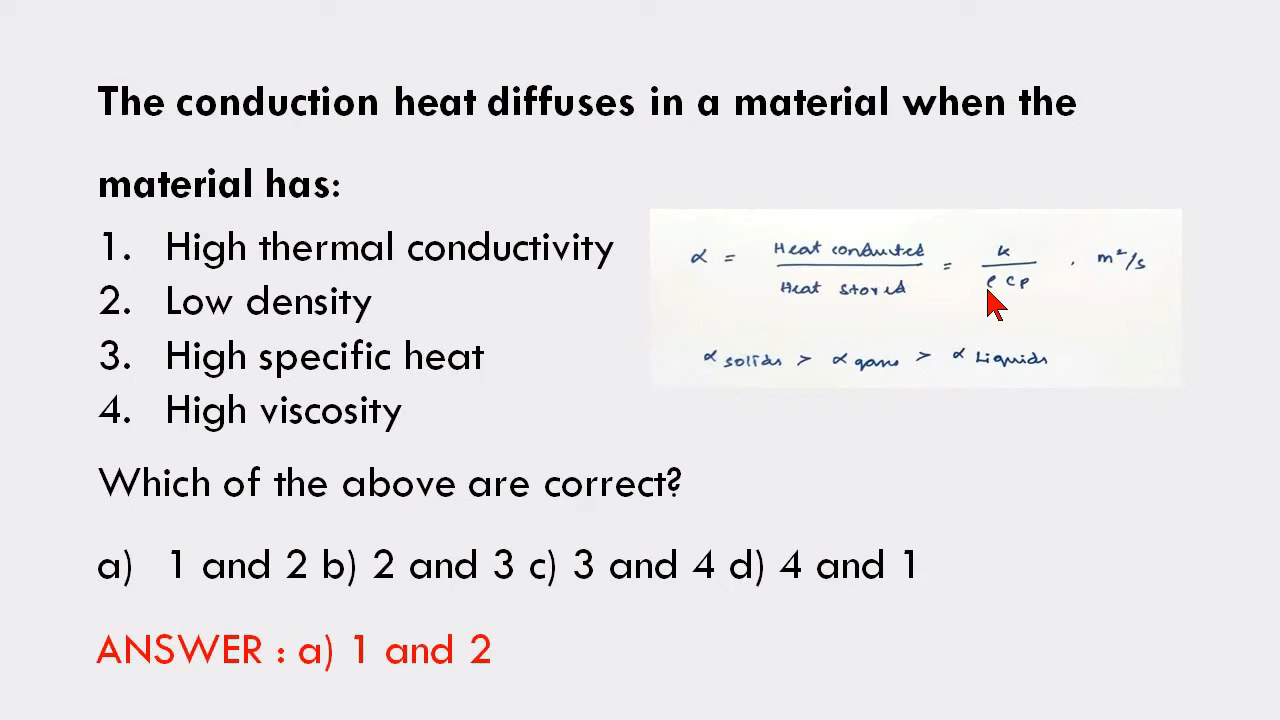 The conduction heat diffuses in a material when the
material has:
1. High thermal conductivity
2. Low density
3. High specific heat
4. High viscosity
α = Heat conducted / Heat stored = k / ρ Cp . m²/s
α solids > α gases > α Liquids
Which of the above are correct?
a) 1 and 2 b) 2 and 3 c) 3 and 4 d) 4 and 1
ANSWER : a) 1 and 2